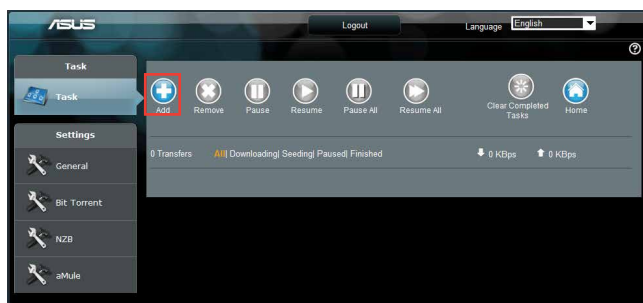 ASUS
Logout
Language English
Task
Task
Settings
General
Bit Torrent
NZB
aMule
Add
Remove
Pause
Resume
Pause All
Resume All
Clear Completed
Tasks
Home
0 Transfers All| Downloading| Seeding| Paused| Finished 0 KBps 0 KBps